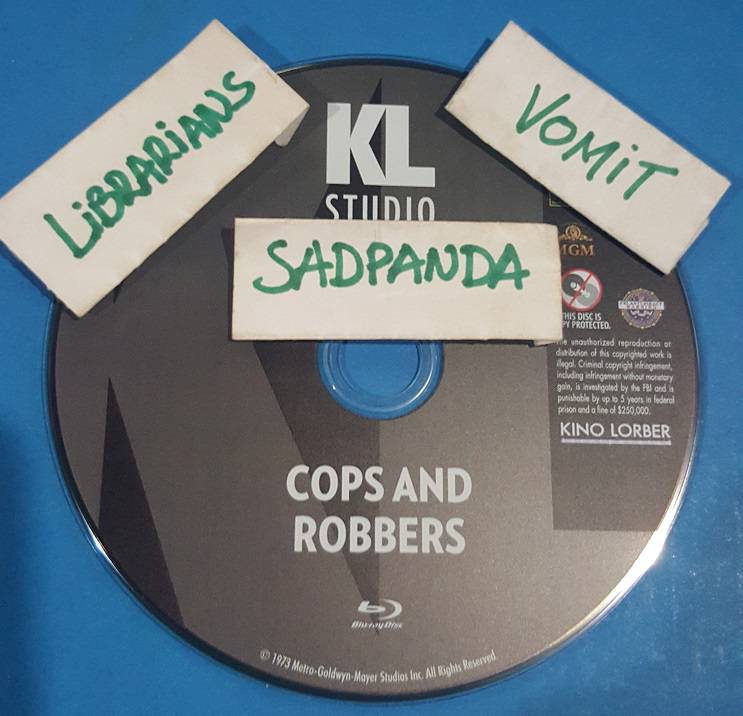 LiBRARiANS
VOMiT
KL
STUDIO
SADPANDA
MGM
THIS DISC IS
PY PROTECTED.
The unauthorized reproduction or
distribution of this copyrighted work is
illegal. Criminal copyright infringement,
including infringement without monetary
gain, is investigated by the FBI and is
punishable by up to 5 years in federal
prison and a fine of $250,000.
KINO LORBER
COPS AND
ROBBERS
Blu-ray Disc
© 1973 Metro-Goldwyn-Mayer Studios Inc. All Rights Reserved